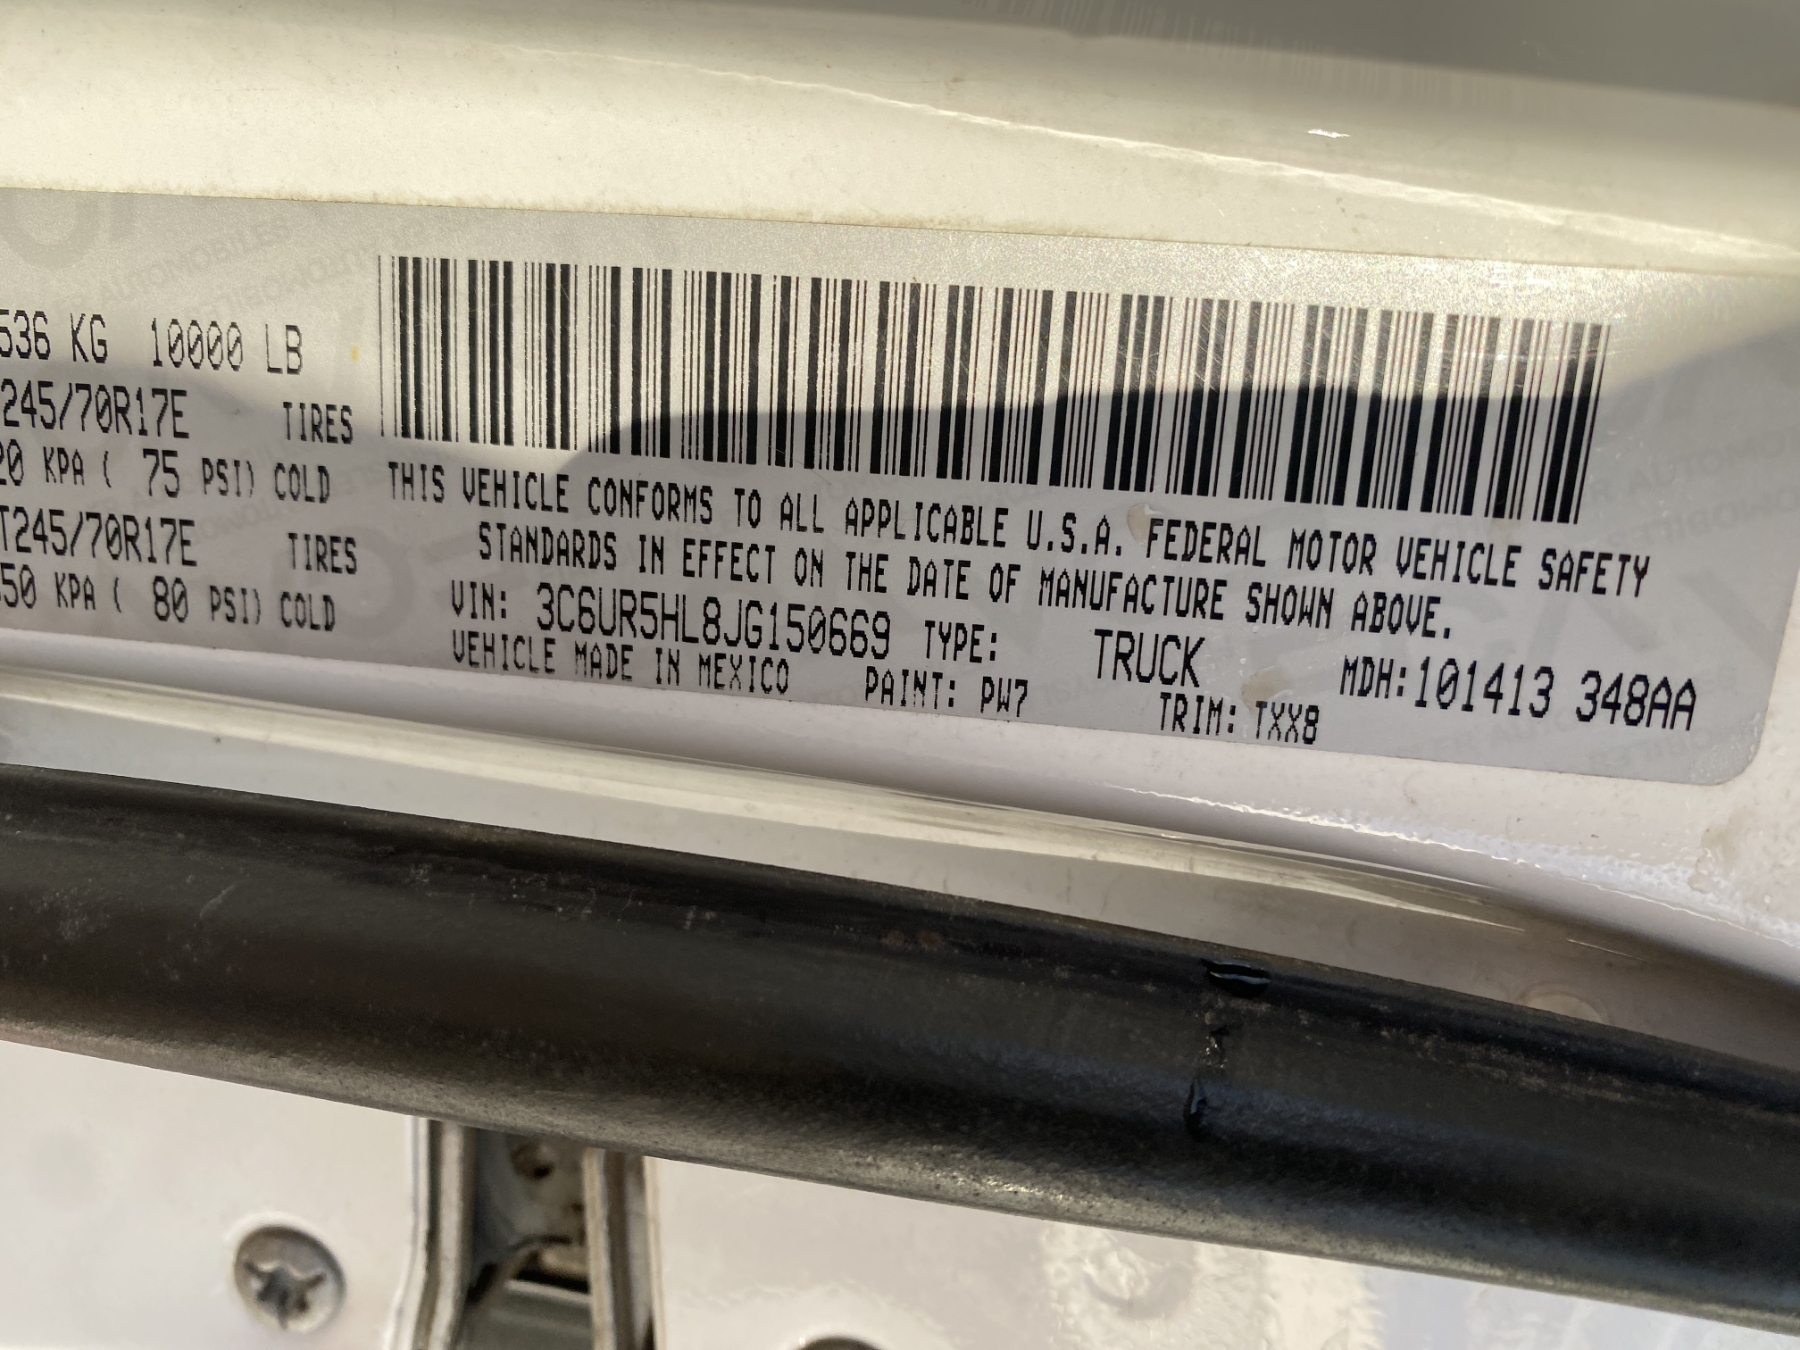 536 KG 10000 LB
245/70R17E TIRES
20 KPA ( 75 PSI) COLD
T245/70R17E TIRES
50 KPA ( 80 PSI) COLD
THIS VEHICLE CONFORMS TO ALL APPLICABLE U.S.A. FEDERAL MOTOR VEHICLE SAFETY
STANDARDS IN EFFECT ON THE DATE OF MANUFACTURE SHOWN ABOVE.
VIN: 3C6UR5HL8JG150669 TYPE: TRUCK MDH:101413 348AA
VEHICLE MADE IN MEXICO PAINT: PW7 TRIM: TXX8